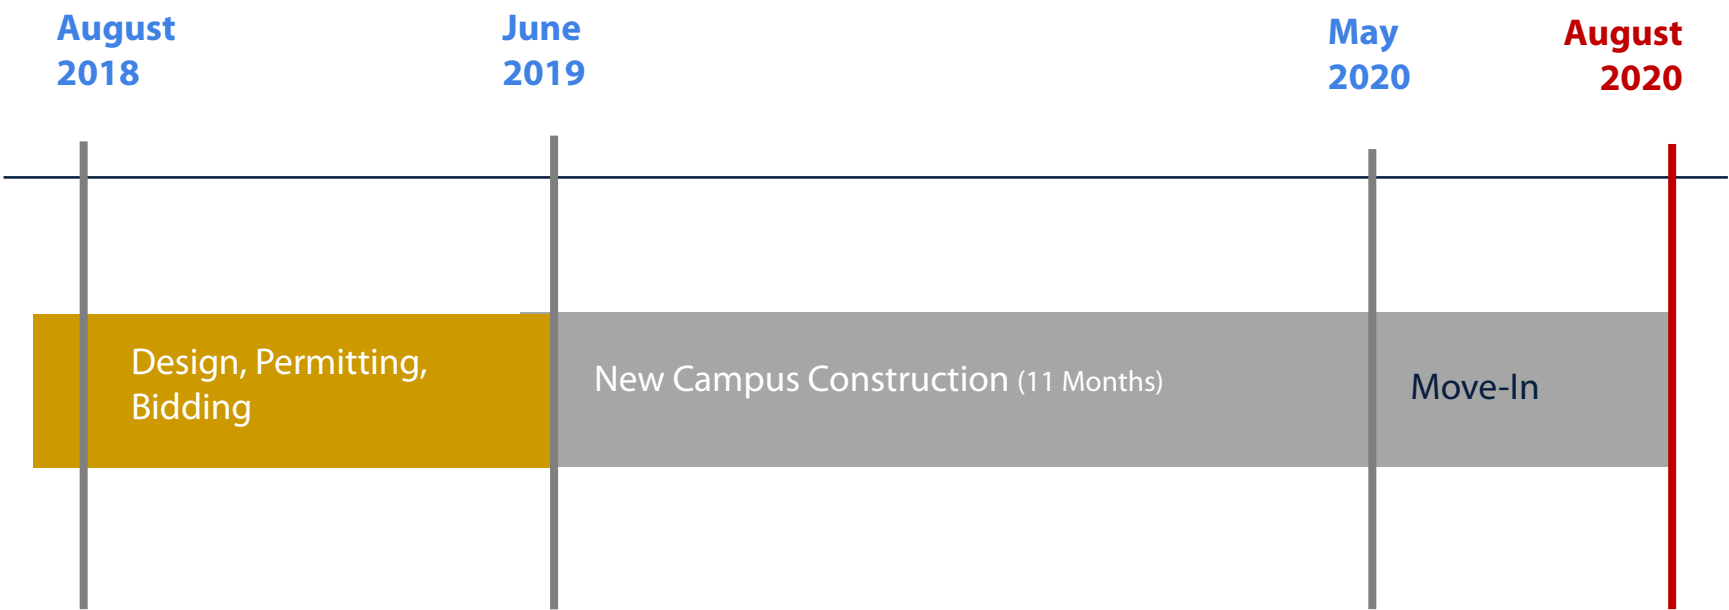 August
2018
June
2019
May
2020
August
2020
Design, Permitting,
Bidding
New Campus Construction (11 Months)
Move-In